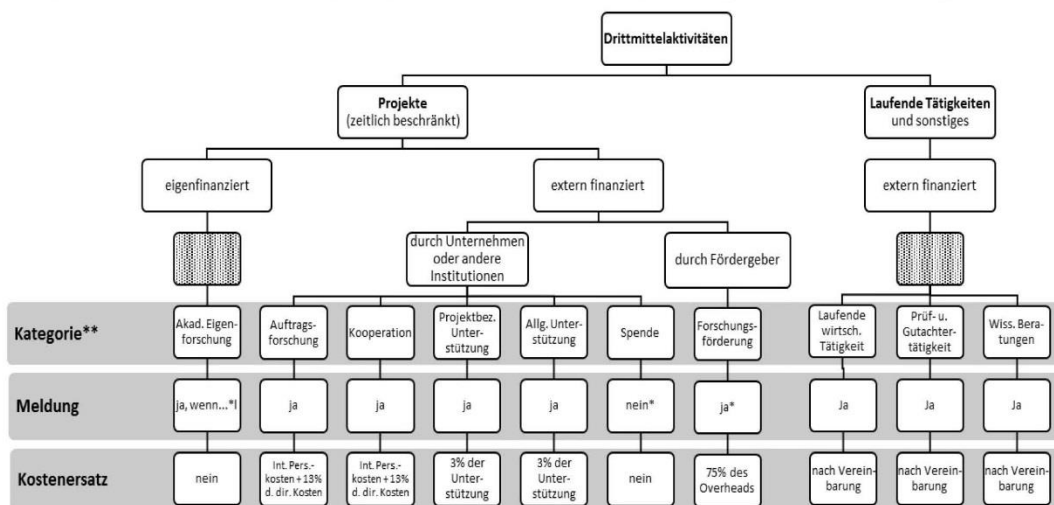 Drittmittelaktivitäten
Projekte
(zeitlich beschränkt)
Laufende Tätigkeiten
und sonstiges
eigenfinanziert
extern finanziert
extern finanziert
durch Unternehmen
oder andere
Institutionen
durch Fördergeber
Kategorie**
Akad. Eigen-
forschung
Auftrags-
forschung
Kooperation
Projektbez.
Unter-
stützung
Allg. Unter-
stützung
Spende
Forschungs-
förderung
Laufende
wirtsch.
Tätigkeit
Prüf- u.
Gutachter-
tätigkeit
Wiss. Bera-
tungen
Meldung
ja, wenn...*I
ja
ja
ja
ja
nein*
ja*
Ja
Ja
Ja
Kostenersatz
nein
Int. Pers.-
kosten + 13%
d. dir. Kosten
Int. Pers.-
kosten + 13%
d. dir. Kosten
3% der
Unter-
stützung
3% der
Unter-
stützung
nein
75% des
Overheads
nach Verein-
barung
nach Verein-
barung
nach Verein-
barung